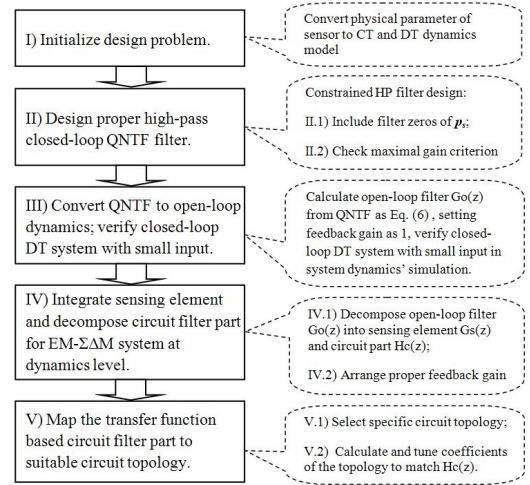 I) Initialize design problem.
Convert physical parameter of
sensor to CT and DT dynamics
model
II) Design proper high-pass
closed-loop QNTF filter.
Constrained HP filter design:
II.1) Include filter zeros of ps;
II.2) Check maximal gain criterion
III) Convert QNTF to open-loop
dynamics; verify closed-loop
DT system with small input.
Calculate open-loop filter Go(z)
from QNTF as Eq. (6) , setting
feedback gain as 1, verify closed-
loop DT system with small input in
system dynamics’ simulation.
IV) Integrate sensing element
and decompose circuit filter part
for EM-ΣΔM system at
dynamics level.
IV.1) Decompose open-loop filter
Go(z) into sensing element Gs(z)
and circuit part Hc(z);
IV.2) Arrange proper feedback gain
V) Map the transfer function
based circuit filter part to
suitable circuit topology.
V.1) Select specific circuit topology;
V.2) Calculate and tune coefficients
of the topology to match Hc(z).